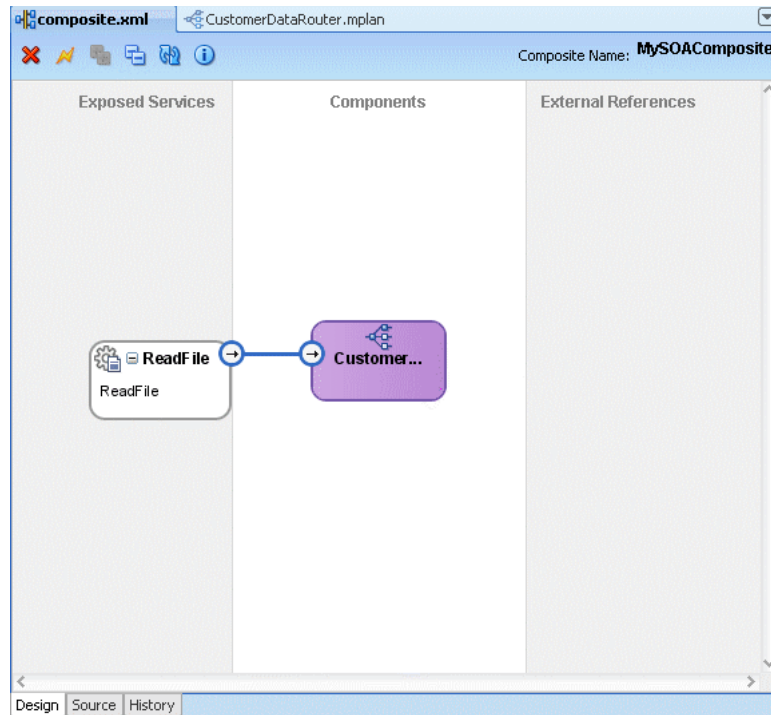 composite.xml CustomerDataRouter.mplan
Composite Name: MySOAComposite
Exposed Services Components External References
ReadFile Customer...
ReadFile
Design Source History